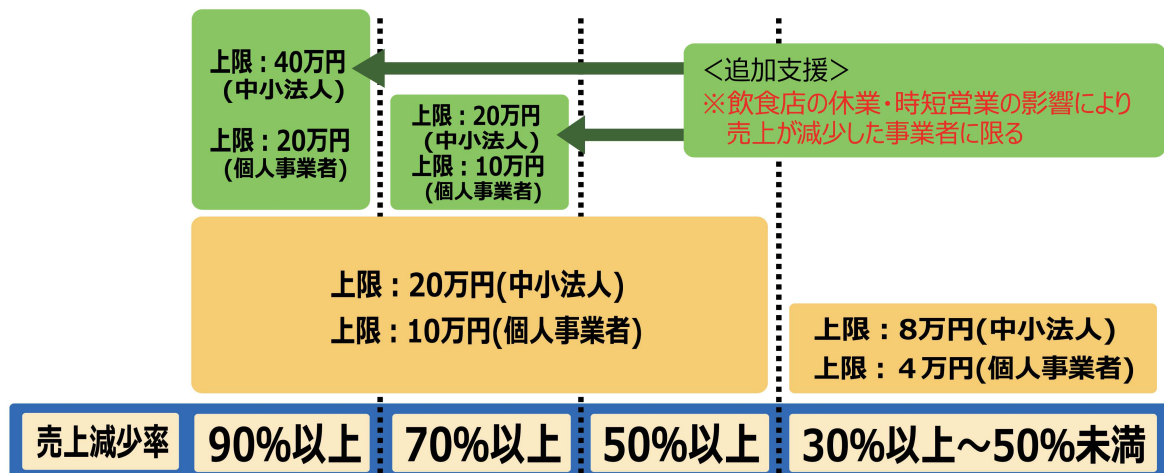 上限：40万円
(中小法人)
上限：20万円
(個人事業者)
上限：20万円
(中小法人)
上限：10万円
(個人事業者)
＜追加支援＞
※飲食店の休業・時短営業の影響により
売上が減少した事業者に限る
上限：20万円(中小法人)
上限：10万円(個人事業者)
上限：8万円(中小法人)
上限：４万円(個人事業者)
売上減少率
90%以上
70%以上
50%以上
30%以上～50%未満